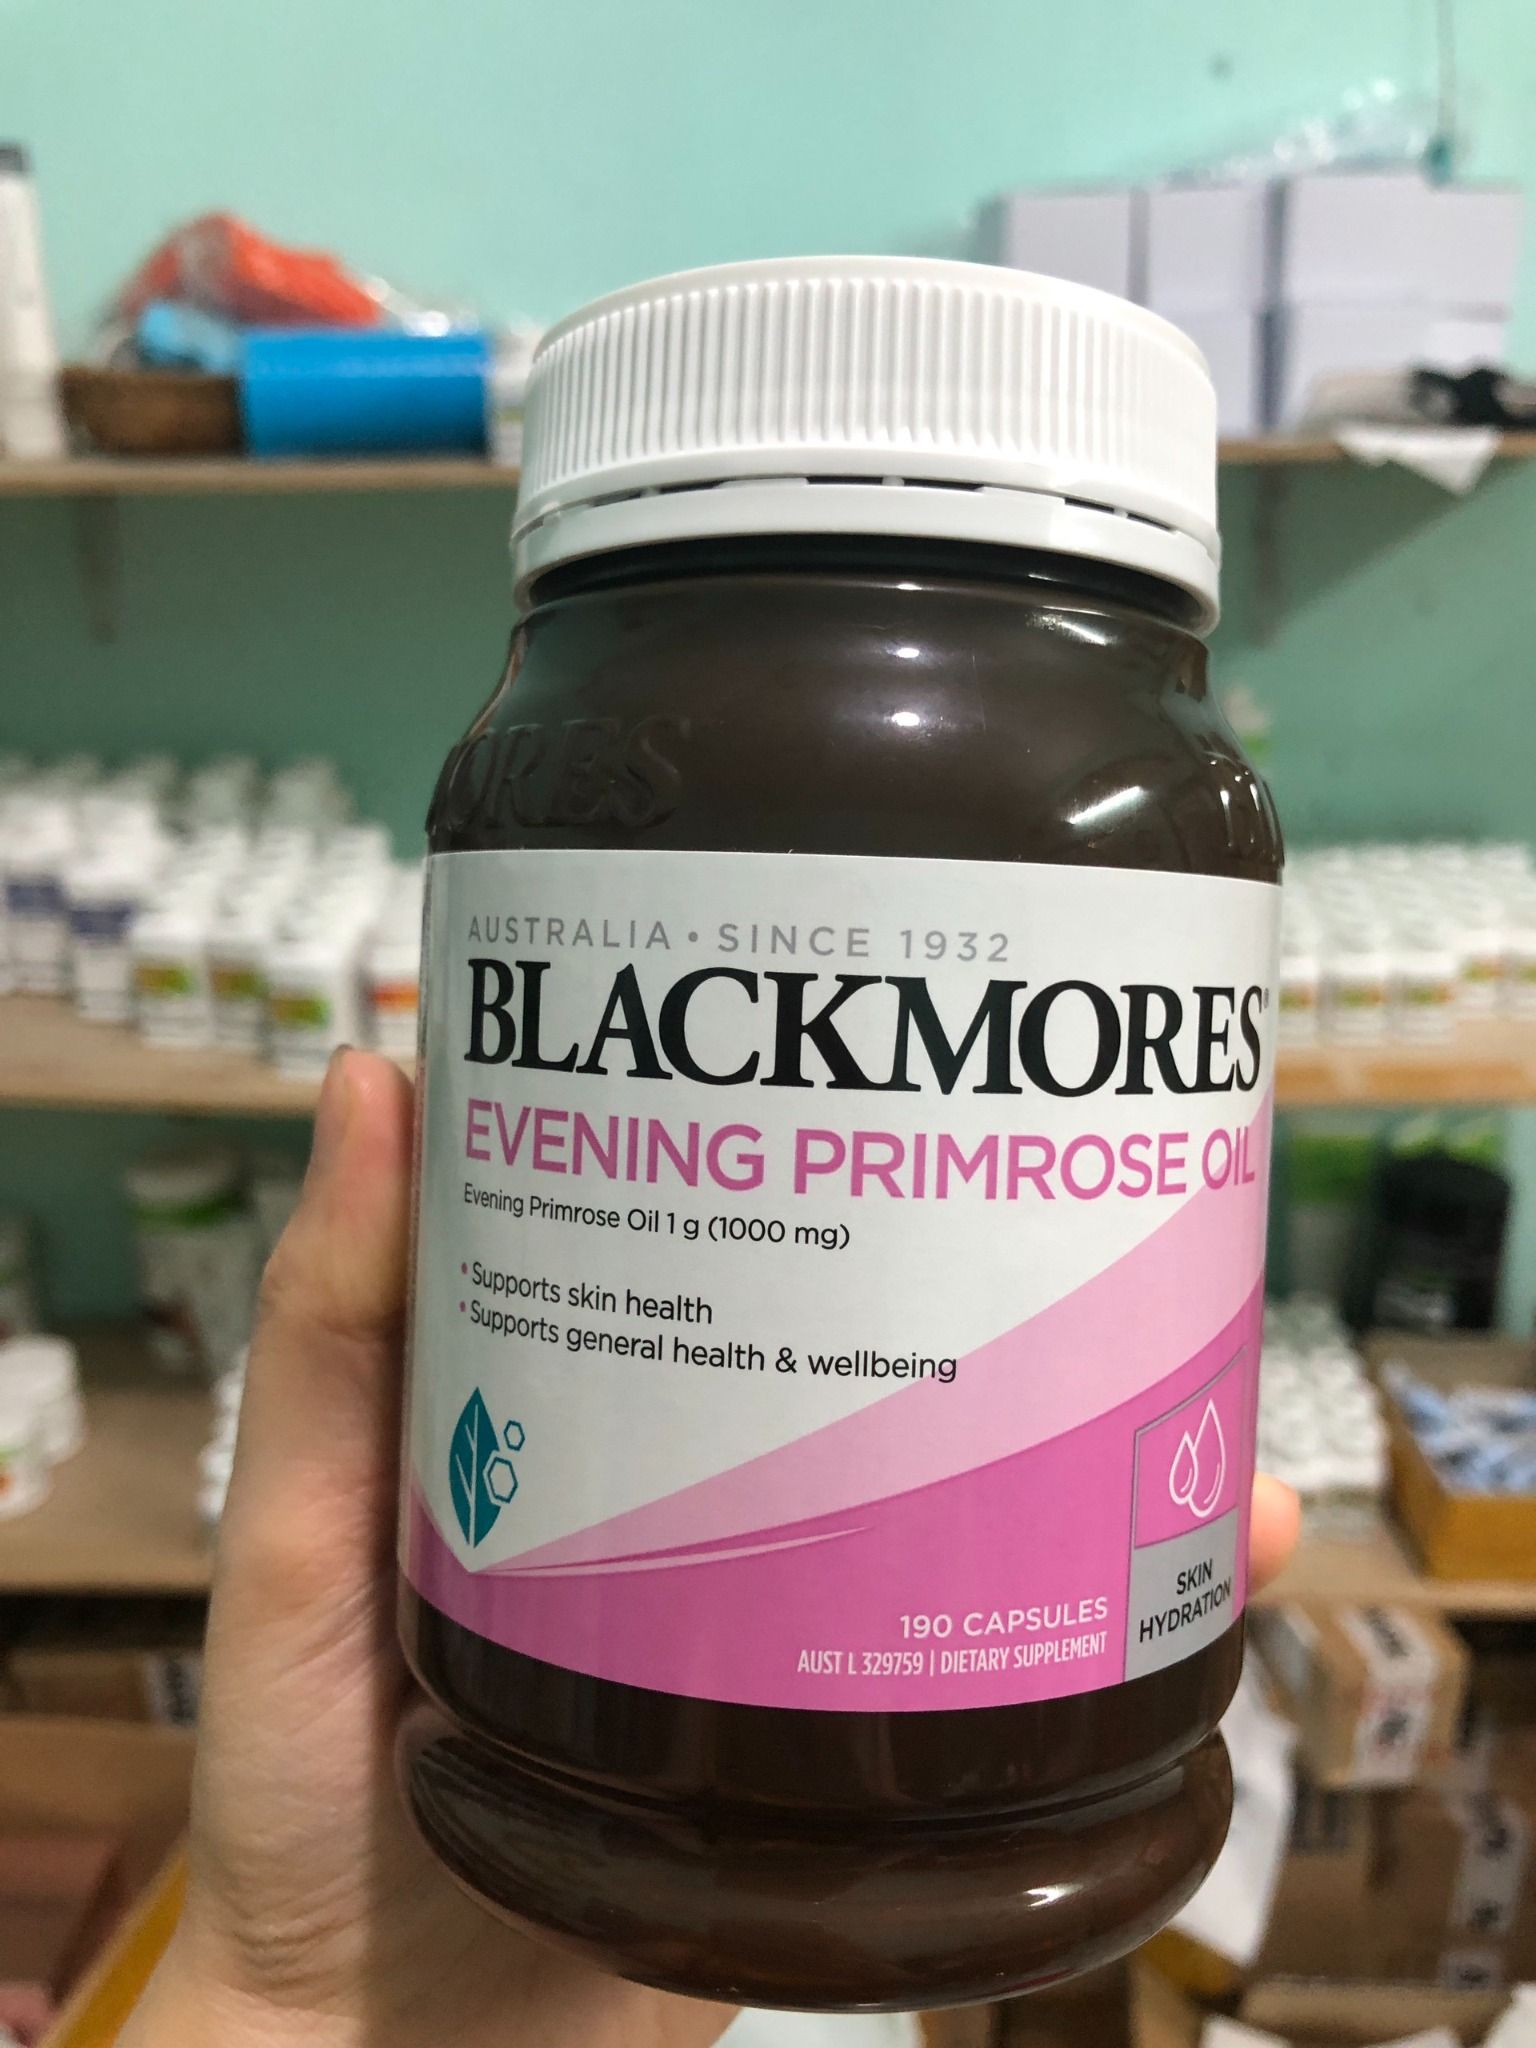 ORES
AUSTRALIA • SINCE 1932
BLACKMORES®
EVENING PRIMROSE OIL
Evening Primrose Oil 1 g (1000 mg)
• Supports skin health
• Supports general health & wellbeing
SKIN
HYDRATION
190 CAPSULES
AUST L 329759 | DIETARY SUPPLEMENT